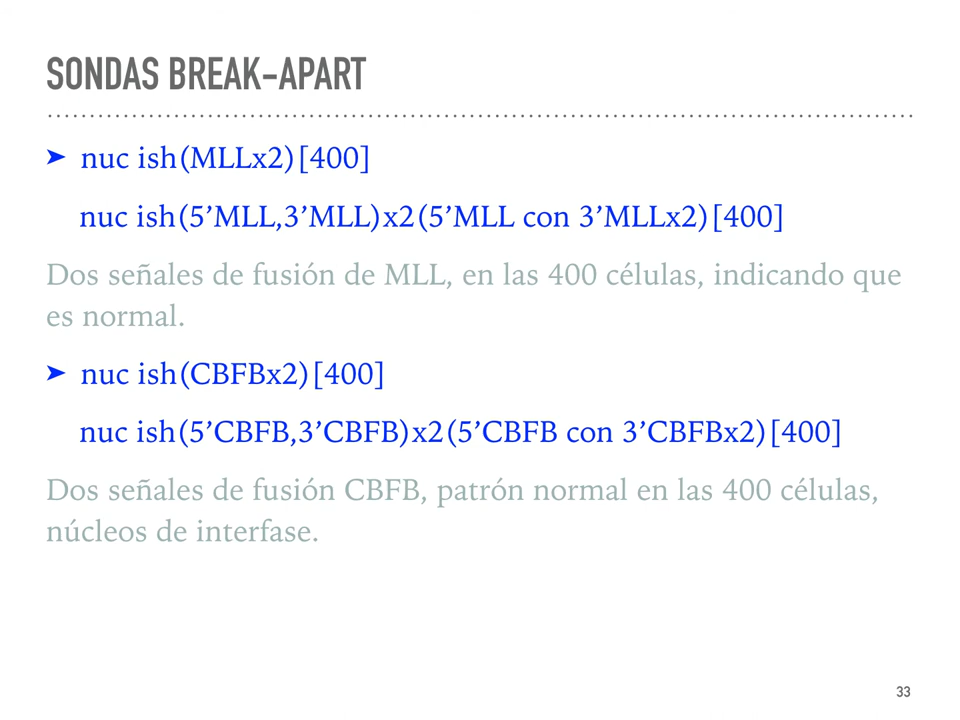 SONDAS BREAK-APART
➤ nuc ish(MLLx2)[400]
nuc ish(5’MLL,3’MLL)x2(5’MLL con 3’MLLx2)[400]
Dos señales de fusión de MLL, en las 400 células, indicando que
es normal.
➤ nuc ish(CBFBx2)[400]
nuc ish(5’CBFB,3’CBFB)x2(5’CBFB con 3’CBFBx2)[400]
Dos señales de fusión CBFB, patrón normal en las 400 células,
núcleos de interfase.
33